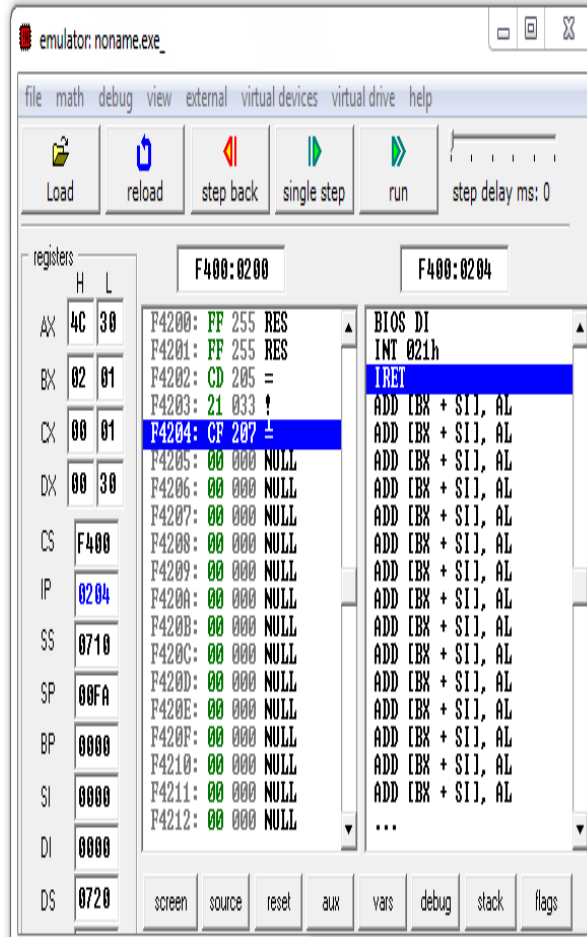 emulator: noname.exe_
file math debug view external virtual devices virtual drive help
Load reload step back single step run step delay ms: 0
registers
H L
F400:0200 F400:0204
AX 4C 30
BX 02 01
CX 00 01
DX 00 30
CS F400
IP 0204
SS 0710
SP 00FA
BP 0000
SI 0000
DI 0000
DS 0720
F4200: FF 255 RES
F4201: FF 255 RES
F4202: CD 205 =
F4203: 21 033 !
F4204: CF 207 ╧
F4205: 00 000 NULL
F4206: 00 000 NULL
F4207: 00 000 NULL
F4208: 00 000 NULL
F4209: 00 000 NULL
F420A: 00 000 NULL
F420B: 00 000 NULL
F420C: 00 000 NULL
F420D: 00 000 NULL
F420E: 00 000 NULL
F420F: 00 000 NULL
F4210: 00 000 NULL
F4211: 00 000 NULL
F4212: 00 000 NULL
BIOS DI
INT 021h
IRET
ADD [BX + SI], AL
ADD [BX + SI], AL
ADD [BX + SI], AL
ADD [BX + SI], AL
ADD [BX + SI], AL
ADD [BX + SI], AL
ADD [BX + SI], AL
ADD [BX + SI], AL
ADD [BX + SI], AL
ADD [BX + SI], AL
ADD [BX + SI], AL
ADD [BX + SI], AL
ADD [BX + SI], AL
ADD [BX + SI], AL
...
screen source reset aux vars debug stack flags